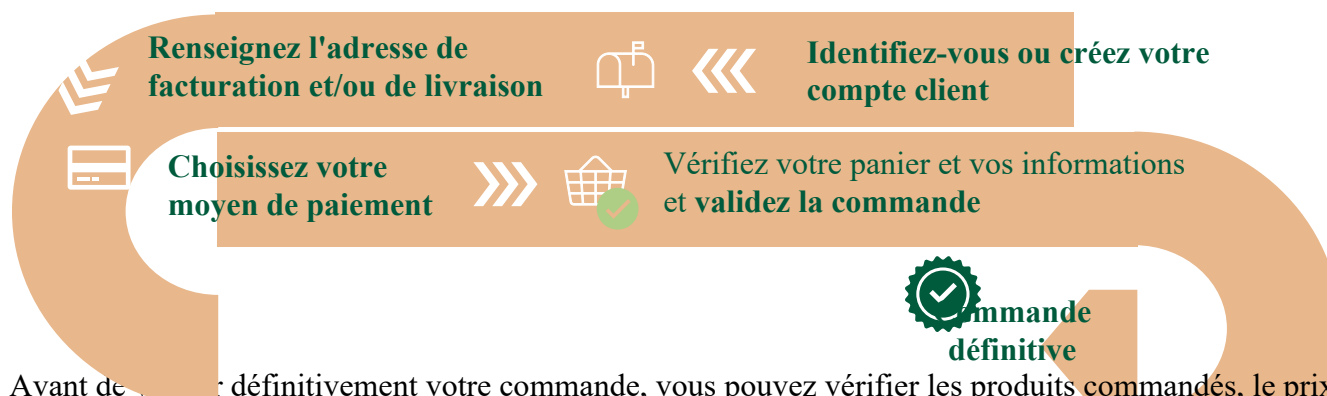 Identifiez-vous ou créez votre
compte client
Renseignez l'adresse de
facturation et/ou de livraison
Choisissez votre
moyen de paiement
Vérifiez votre panier et vos informations
et validez la commande
définitive
Avant de définitivement votre commande, vous pouvez vérifier les produits commandés, le prix